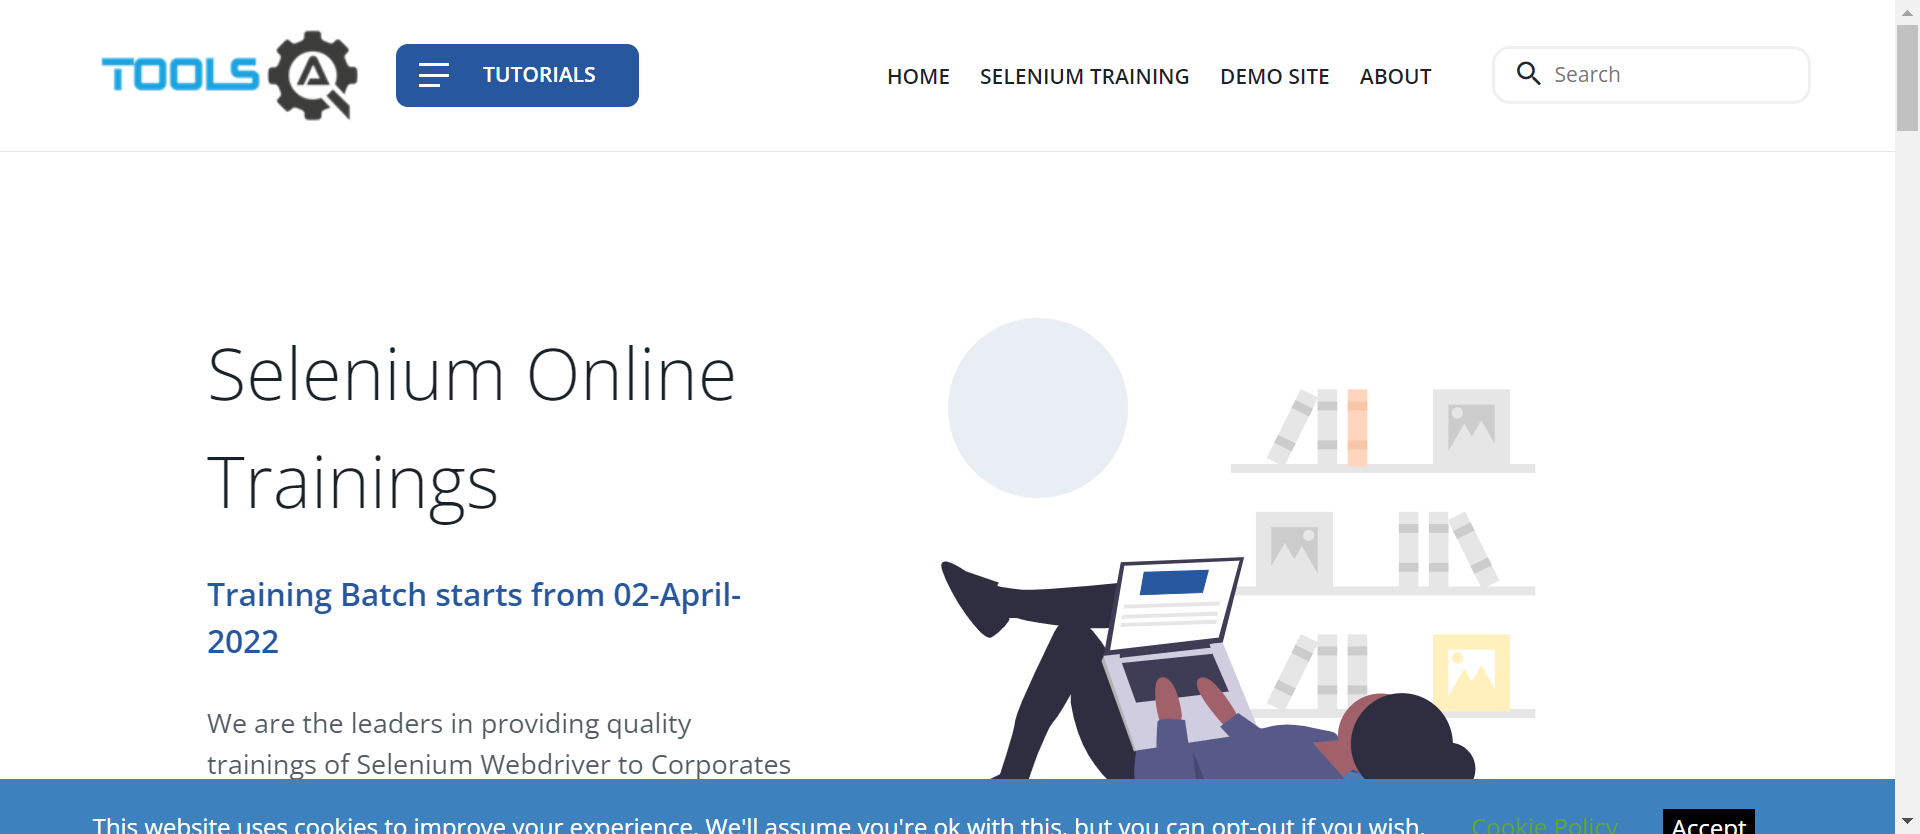 TOOLS QA
TUTORIALS
HOME SELENIUM TRAINING DEMO SITE ABOUT
Search
Selenium Online
Trainings
Training Batch starts from 02-April-
2022
We are the leaders in providing quality
trainings of Selenium Webdriver to Corporates
This website uses cookies to improve your experience. We'll assume you're ok with this, but you can opt-out if you wish. Cookie Policy Accept